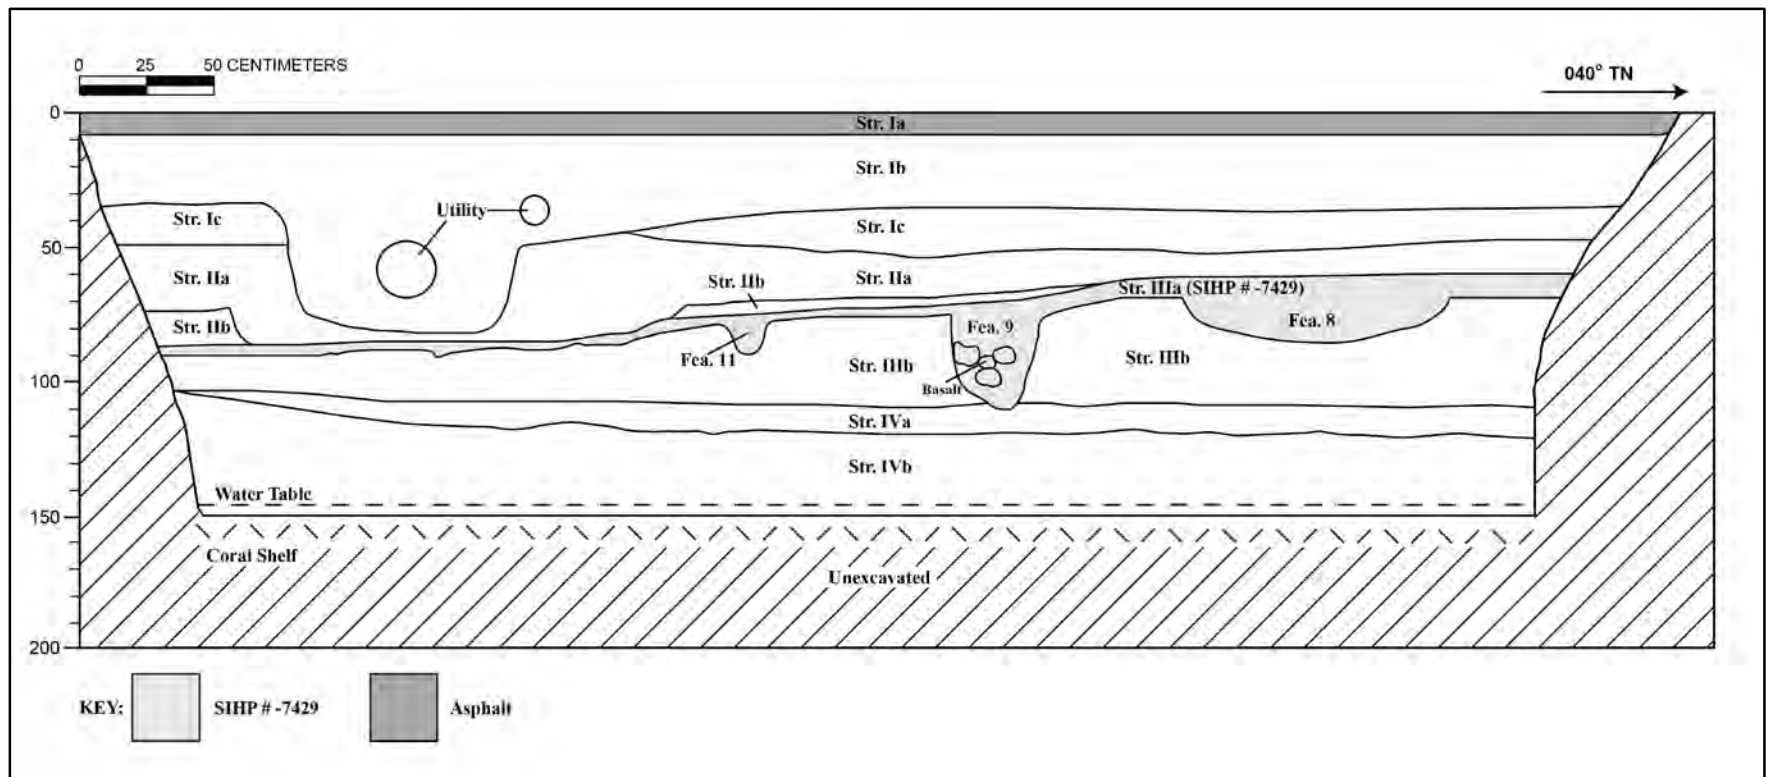 0 25 50 CENTIMETERS
040° TN
0
Str. Ia
Str. Ib
Str. Ic
Utility
Str. Ic
50
Str. IIa
Str. IIb
Str. IIa
Str. IIIa (SIHP # -7429)
Str. IIb
Fea. 9
Fea. 8
Fea. 11
Str. IIIb
Str. IIIb
100
Basalt
Str. IVa
Str. IVb
Water Table
150
Coral Shelf
Unexcavated
200
KEY: SIHP # -7429 Asphalt